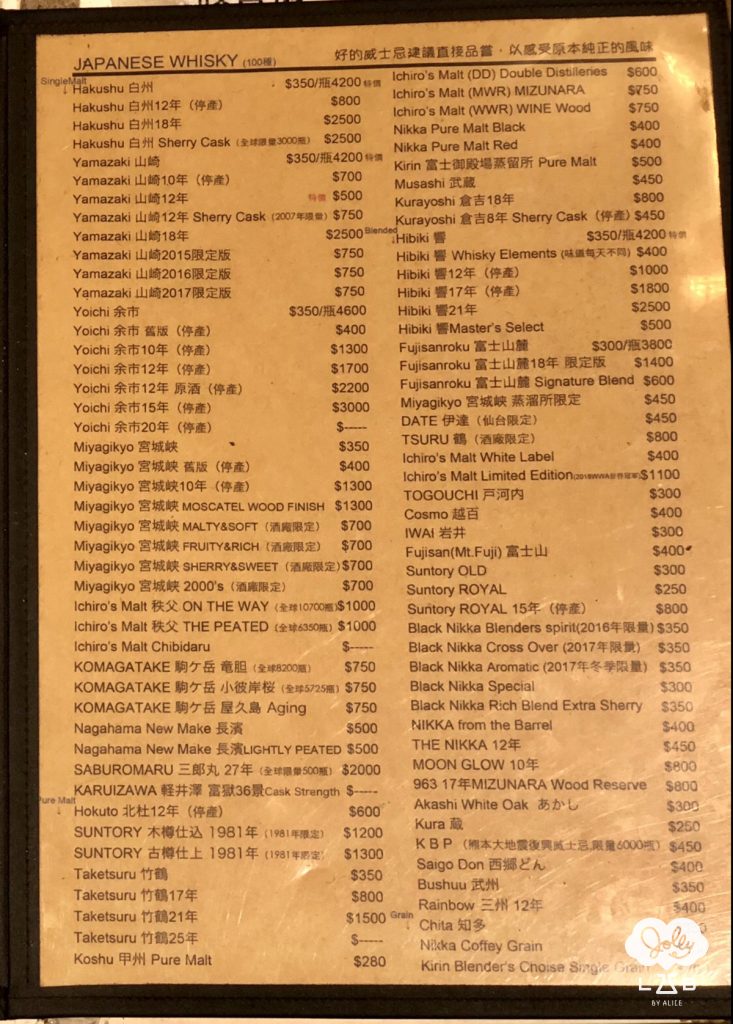 JAPANESE WHISKY (100種)
好的威士忌建議直接品嘗，以感受原本純正的風味
SingleMalt
Hakushu 白州 $350/瓶4200 特價
Hakushu 白州12年（停產） $800
Hakushu 白州18年 $2500
Hakushu 白州 Sherry Cask（全球限量3000瓶） $2500
Yamazaki 山崎 $350/瓶4200 特價
Yamazaki 山崎10年（停產） $700
Yamazaki 山崎12年 特價 $500
Yamazaki 山崎12年 Sherry Cask（2007年限量） $750
Yamazaki 山崎18年 $2500
Yamazaki 山崎2015限定版 $750
Yamazaki 山崎2016限定版 $750
Yamazaki 山崎2017限定版 $750
Yoichi 余市 $350/瓶4600
Yoichi 余市 舊版（停產） $400
Yoichi 余市10年（停產） $1300
Yoichi 余市12年（停產） $1700
Yoichi 余市12年 原酒（停產） $2200
Yoichi 余市15年（停產） $3000
Yoichi 余市20年（停產） $-----
Miyagikyo 宮城峽 $350
Miyagikyo 宮城峽 舊版（停產） $400
Miyagikyo 宮城峽10年（停產） $1300
Miyagikyo 宮城峽 MOSCATEL WOOD FINISH $1300
Miyagikyo 宮城峽 MALTY&SOFT（酒廠限定） $700
Miyagikyo 宮城峽 FRUITY&RICH（酒廠限定） $700
Miyagikyo 宮城峽 SHERRY&SWEET（酒廠限定） $700
Miyagikyo 宮城峽 2000's（酒廠限定） $700
Ichiro's Malt 秩父 ON THE WAY（全球10700瓶） $1000
Ichiro's Malt 秩父 THE PEATED（全球6350瓶） $1000
Ichiro's Malt Chibidaru $-----
KOMAGATAKE 駒ケ岳 竜胆（全球8200瓶） $750
KOMAGATAKE 駒ケ岳 小彼岸桜（全球5725瓶） $750
KOMAGATAKE 駒ケ岳 屋久島 Aging $750
Nagahama New Make 長濱 $500
Nagahama New Make 長濱LIGHTLY PEATED $500
SABUROMARU 三郎丸 27年（全球限量500瓶） $2000
KARUIZAWA 軽井澤 富獄36景Cask Strength $-----
Pure Malt
Hokuto 北杜12年（停產） $600
SUNTORY 木樽仕込 1981年（1981年限定） $1200
SUNTORY 古樽仕上 1981年（1981年限定） $1300
Taketsuru 竹鶴 $350
Taketsuru 竹鶴17年 $800
Taketsuru 竹鶴21年 $1500
Taketsuru 竹鶴25年 $-----
Koshu 甲州 Pure Malt $280
Ichiro's Malt (DD) Double Distilleries $600
Ichiro's Malt (MWR) MIZUNARA $750
Ichiro's Malt (WWR) WINE Wood $750
Nikka Pure Malt Black $400
Nikka Pure Malt Red $400
Kirin 富士御殿場蒸留所 Pure Malt $500
Musashi 武藏 $450
Kurayoshi 倉吉18年 $800
Kurayoshi 倉吉8年 Sherry Cask（停產） $450
Blended
Hibiki 響 $350/瓶4200 特價
Hibiki 響 Whisky Elements（味道每天不同） $400
Hibiki 響12年（停產） $1000
Hibiki 響17年（停產） $1800
Hibiki 響21年 $2500
Hibiki 響Master's Select $500
Fujisanroku 富士山麓 $300/瓶3800
Fujisanroku 富士山麓18年 限定版 $1400
Fujisanroku 富士山麓 Signature Blend $600
Miyagikyo 宮城峽 蒸溜所限定 $450
DATE 伊達（仙台限定） $450
TSURU 鶴（酒廠限定） $800
Ichiro's Malt White Label $400
Ichiro's Malt Limited Edition(2018WWA世界冠軍) $1100
TOGOUCHI 戸河内 $300
Cosmo 越百 $400
IWAI 岩井 $300
Fujisan(Mt.Fuji) 富士山 $400
Suntory OLD $300
Suntory ROYAL $250
Suntory ROYAL 15年（停產） $800
Black Nikka Blenders spirit(2016年限量) $350
Black Nikka Cross Over (2017年限量) $350
Black Nikka Aromatic (2017年冬季限量) $350
Black Nikka Special $300
Black Nikka Rich Blend Extra Sherry $350
NIKKA from the Barrel $400
THE NIKKA 12年 $450
MOON GLOW 10年 $800
963 17年MIZUNARA Wood Reserve $800
Akashi White Oak あかし $300
Kura 蔵 $250
K B P（熊本大地震復興威士忌,限量6000瓶） $450
Saigo Don 西郷どん $400
Bushuu 武州 $350
Rainbow 三州 12年 $400
Grain
Chita 知多
Nikka Coffey Grain
Kirin Blender's Choise Single Grain
Jolly
LAB
BY ALICE